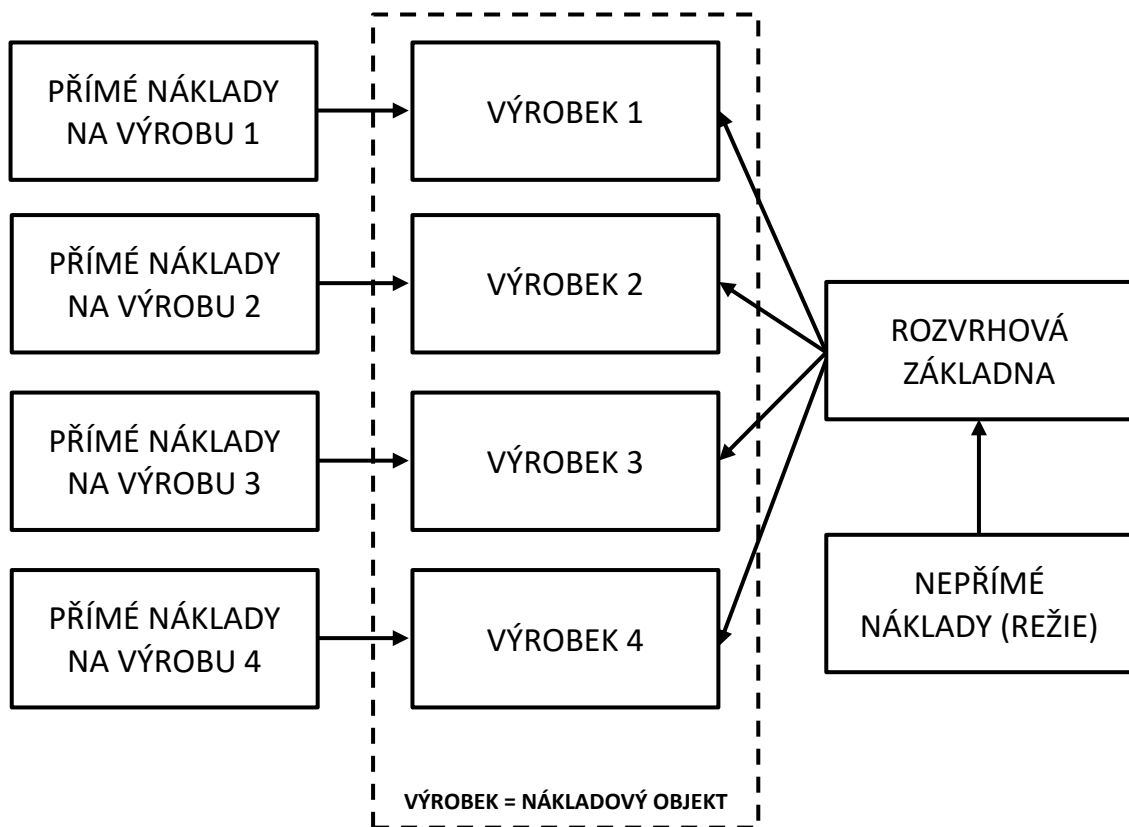 PŘÍMÉ NÁKLADY
NA VÝROBU 1
VÝROBEK 1
PŘÍMÉ NÁKLADY
NA VÝROBU 2
VÝROBEK 2
ROZVRHOVÁ
ZÁKLADNA
PŘÍMÉ NÁKLADY
NA VÝROBU 3
VÝROBEK 3
NEPŘÍMÉ
NÁKLADY (REŽIE)
PŘÍMÉ NÁKLADY
NA VÝROBU 4
VÝROBEK 4
VÝROBEK = NÁKLADOVÝ OBJEKT